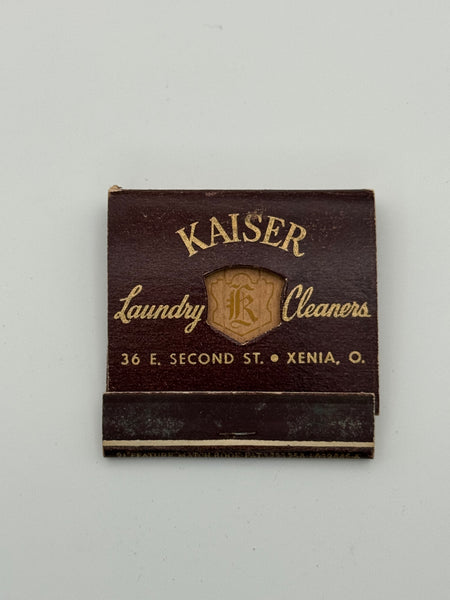 KAISER
Laundry K Cleaners
36 E. SECOND ST. • XENIA, O.